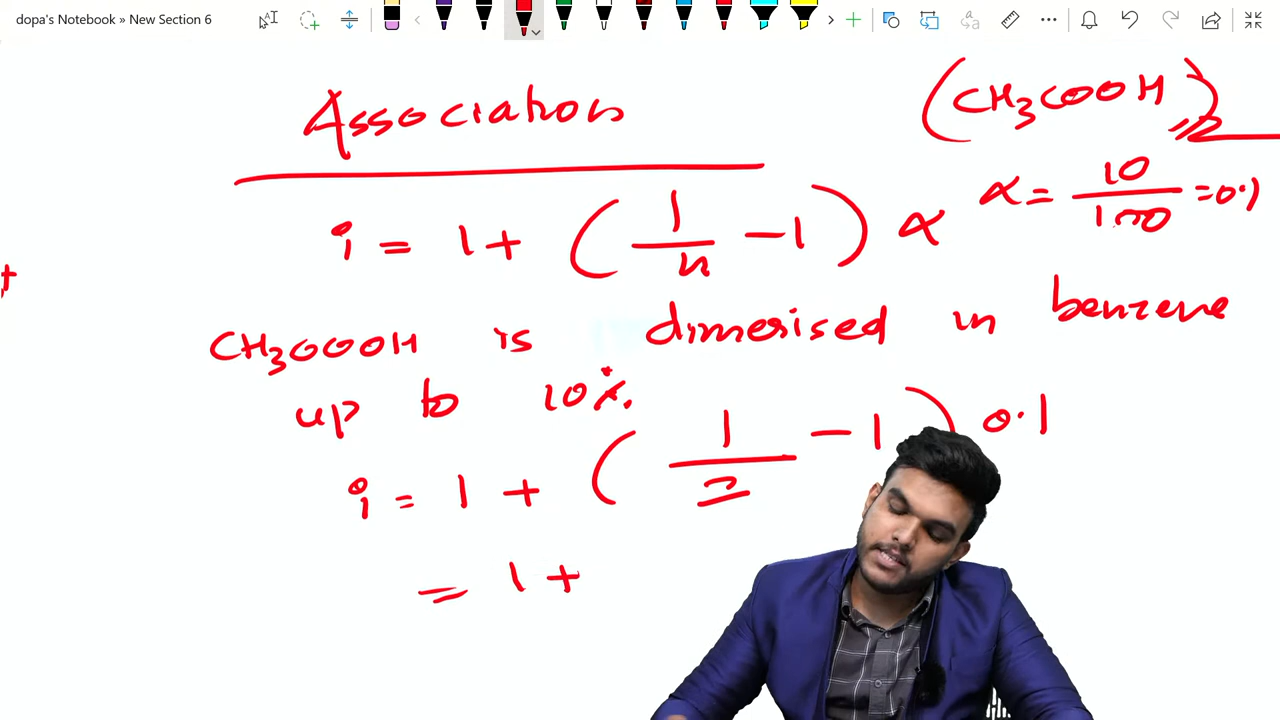 dopa's Notebook » New Section 6
Association
(CH3COOH)2
i = 1 + (1/n - 1) α
α = 10/100 = 0.1
CH3COOH is dimerised in benzene
up to 10%.
i = 1 + (1/2 - 1) 0.1
= 1 +